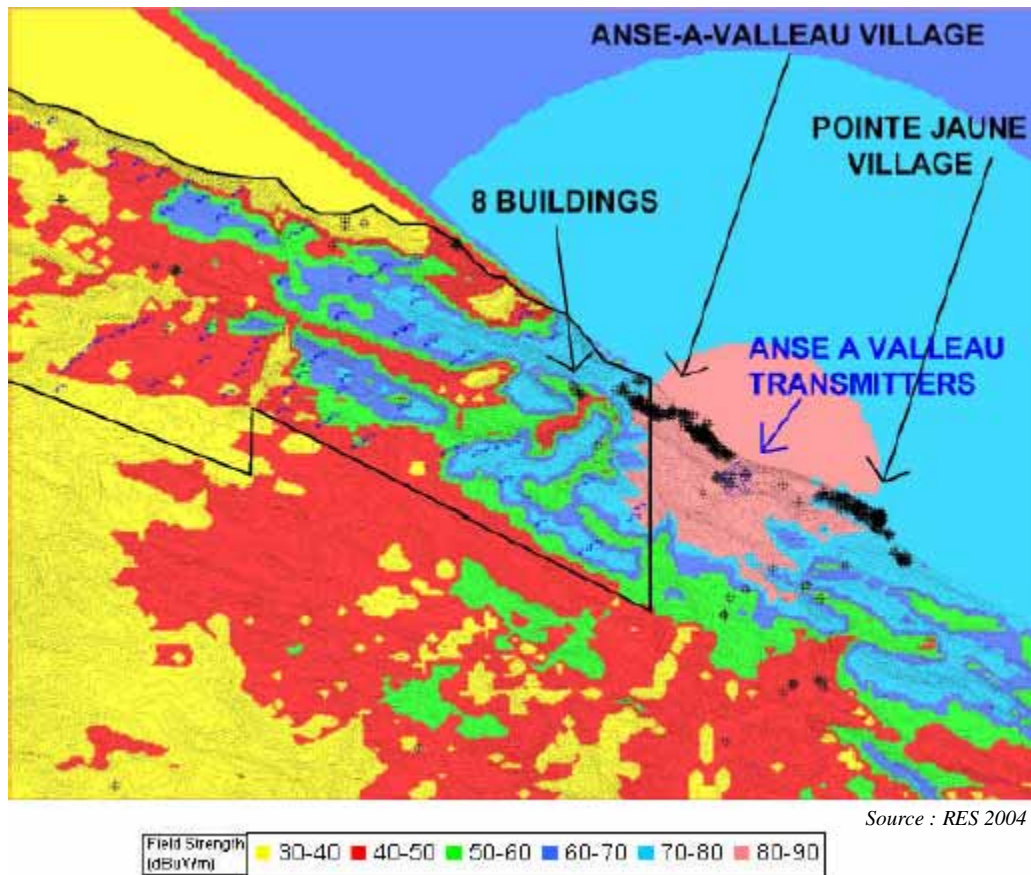 ANSE-A-VALLEAU VILLAGE
POINTE JAUNE
VILLAGE
8 BUILDINGS
ANSE A VALLEAU
TRANSMITTERS
Source : RES 2004
Field Strength
(dBuV/m)
30-40 40-50 50-60 60-70 70-80 80-90